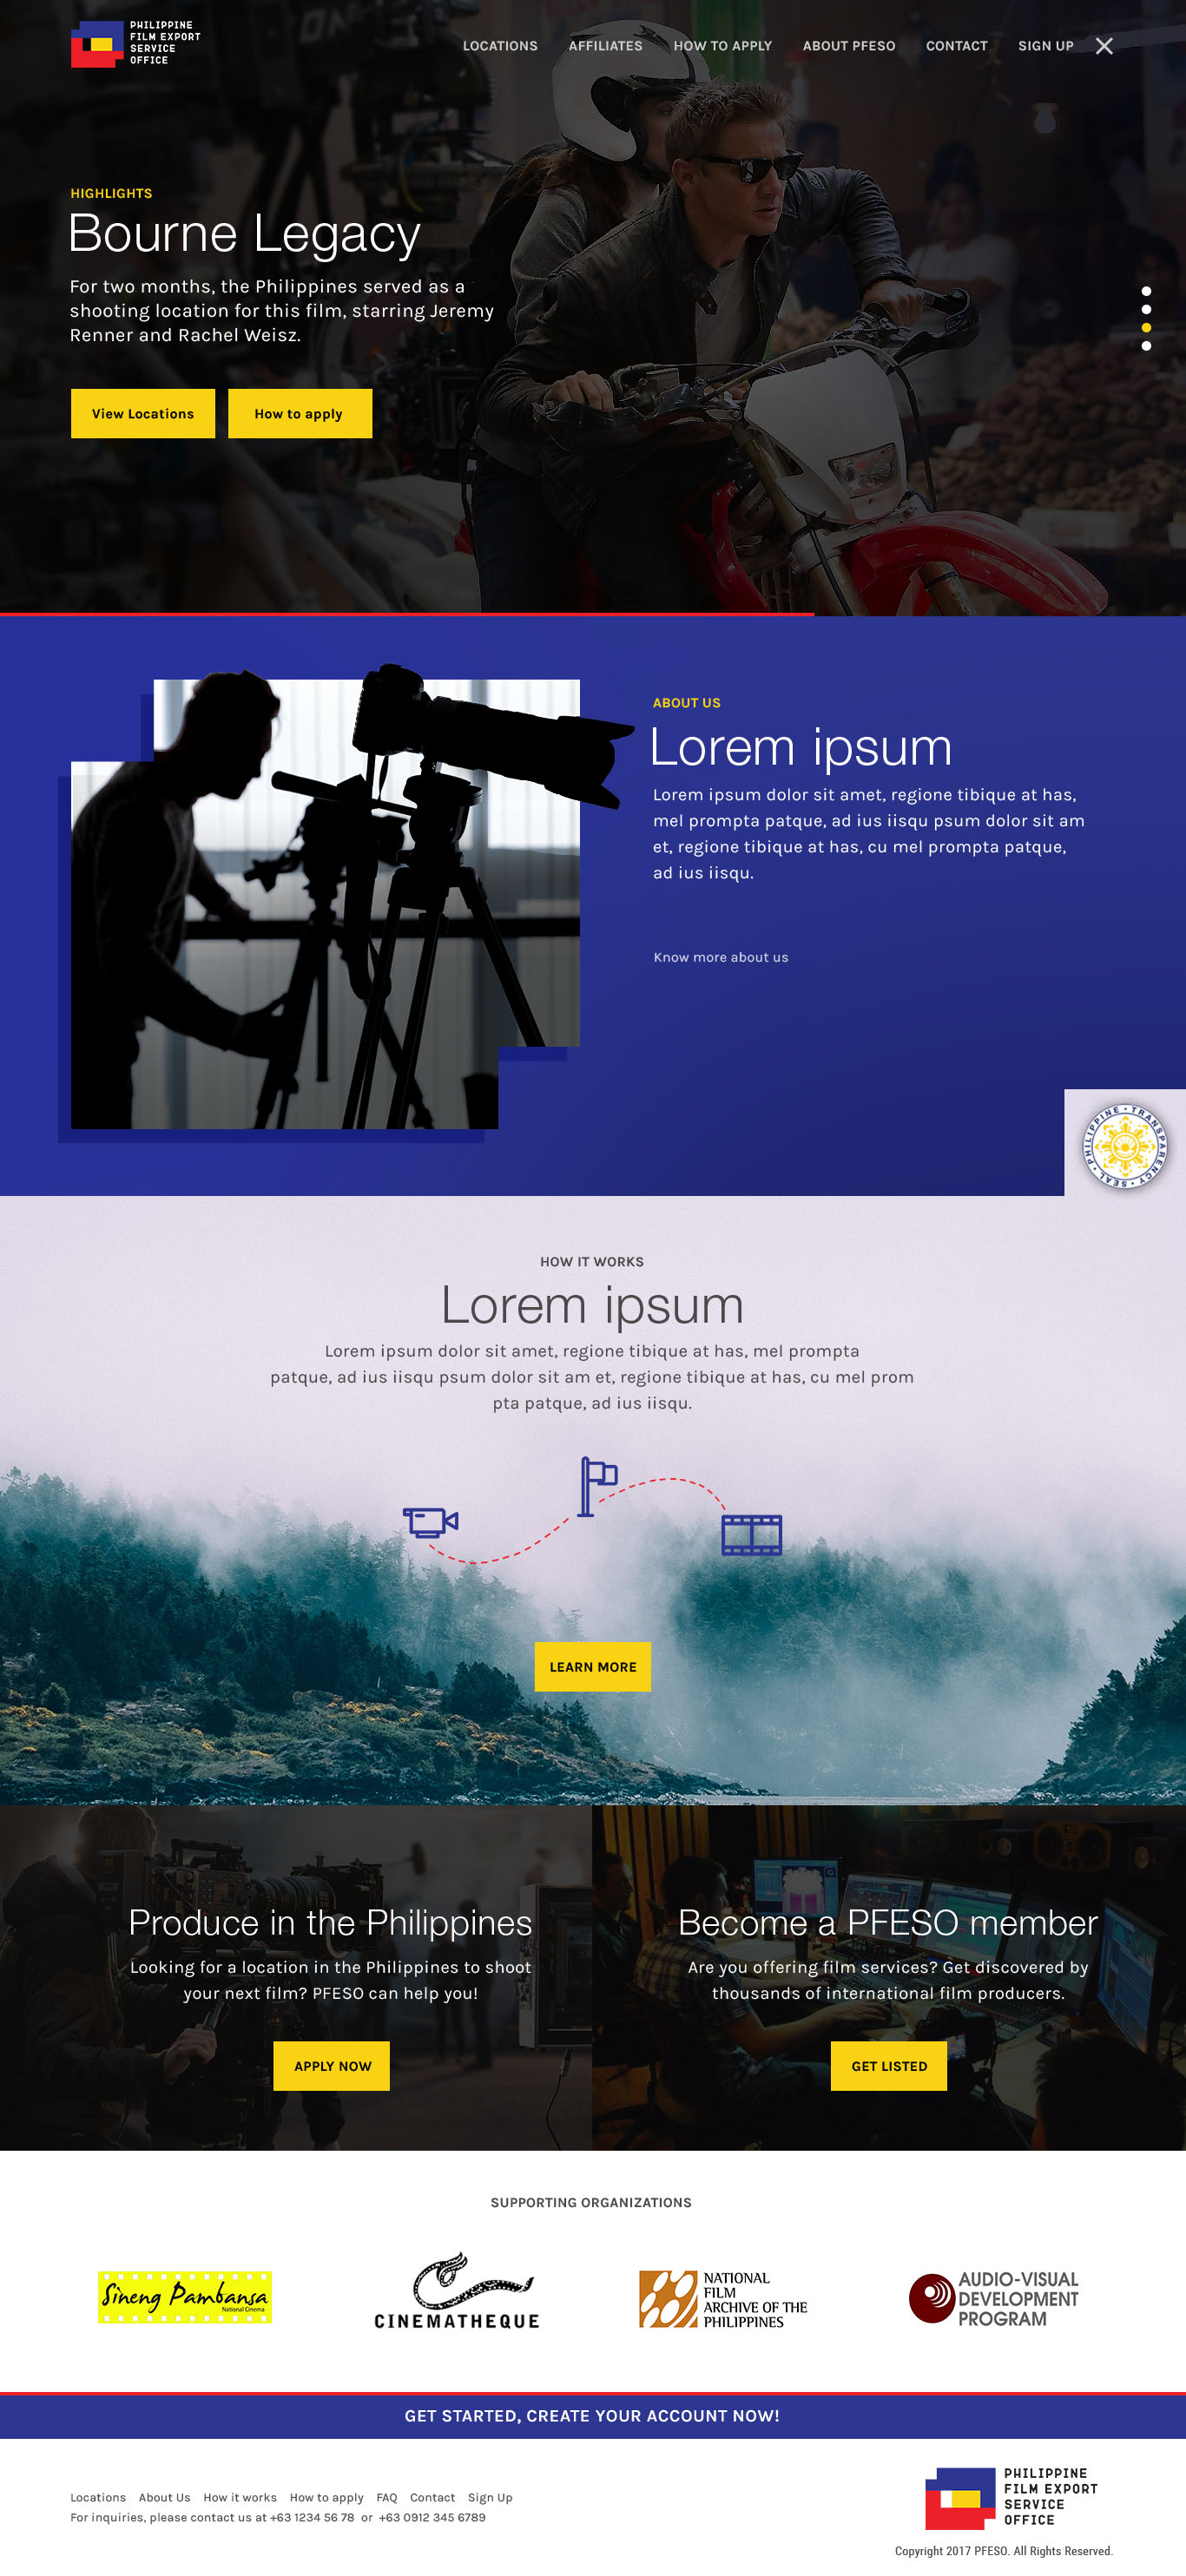 PHILIPPINE
FILM EXPORT
SERVICE
OFFICE
LOCATIONS AFFILIATES HOW TO APPLY ABOUT PFESO CONTACT SIGN UP
HIGHLIGHTS
Bourne Legacy
For two months, the Philippines served as a
shooting location for this film, starring Jeremy
Renner and Rachel Weisz.
View Locations How to apply
ABOUT US
Lorem ipsum
Lorem ipsum dolor sit amet, regione tibique at has,
mel prompta patque, ad ius iisqu psum dolor sit am
et, regione tibique at has, cu mel prompta patque,
ad ius iisqu.
Know more about us
PHILIPPINE • TRANSPARENCY • SEAL •
HOW IT WORKS
Lorem ipsum
Lorem ipsum dolor sit amet, regione tibique at has, mel prompta
patque, ad ius iisqu psum dolor sit am et, regione tibique at has, cu mel prom
pta patque, ad ius iisqu.
LEARN MORE
Produce in the Philippines
Looking for a location in the Philippines to shoot
your next film? PFESO can help you!
APPLY NOW
Become a PFESO member
Are you offering film services? Get discovered by
thousands of international film producers.
GET LISTED
SUPPORTING ORGANIZATIONS
Sineng Pambansa
National Cinema
CINEMATHEQUE
NATIONAL
FILM
ARCHIVE OF THE
PHILIPPINES
AUDIO-VISUAL
DEVELOPMENT
PROGRAM
GET STARTED, CREATE YOUR ACCOUNT NOW!
Locations About Us How it works How to apply FAQ Contact Sign Up
For inquiries, please contact us at +63 1234 56 78 or +63 0912 345 6789
PHILIPPINE
FILM EXPORT
SERVICE
OFFICE
Copyright 2017 PFESO. All Rights Reserved.